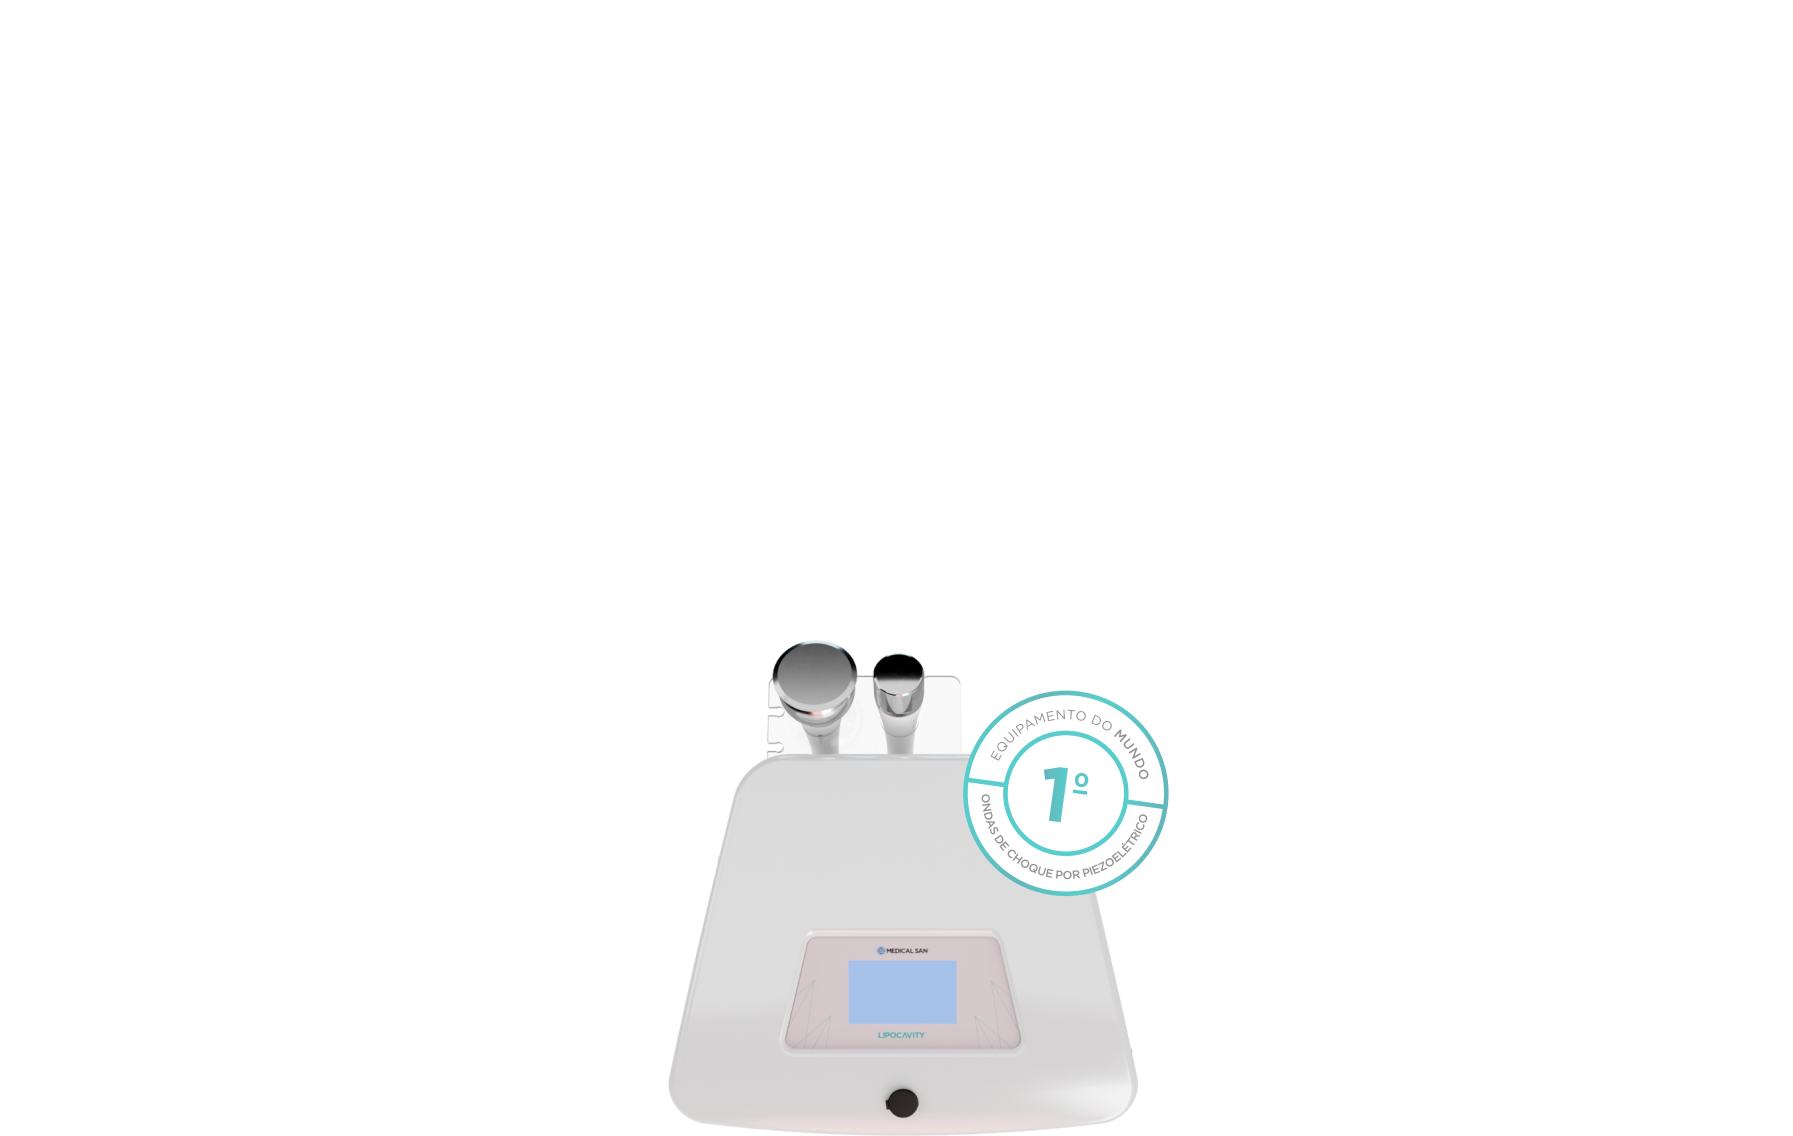 EQUIPAMENTO DO MUNDO
1º
ONDAS DE CHOQUE POR PIEZOELÉTRICO
MEDICAL SAN
LIPOCAVITY